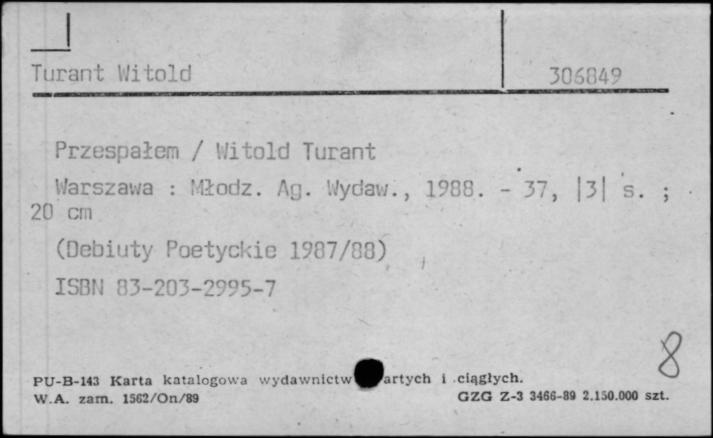 Turant Witold 306849
Przespałem / Witold Turant
Warszawa : Młodz. Ag. Wydaw., 1988. - 37, |3| s. ;
20 cm
(Debiuty Poetyckie 1987/88)
ISBN 83-203-2995-7
8
PU-B-143 Karta katalogowa wydawnictw artych i ciągłych.
W.A. zam. 1562/On/89 GZG Z-3 3466-89 2.150.000 szt.